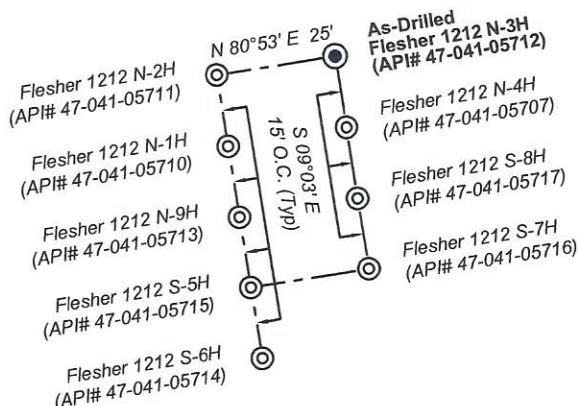 N 80°53' E 25'
As-Drilled
Flesher 1212 N-3H
(API# 47-041-05712)
Flesher 1212 N-2H
(API# 47-041-05711)
Flesher 1212 N-4H
(API# 47-041-05707)
Flesher 1212 N-1H
(API# 47-041-05710)
S 09°03' E
15' O.C. (Typ)
Flesher 1212 S-8H
(API# 47-041-05717)
Flesher 1212 N-9H
(API# 47-041-05713)
Flesher 1212 S-7H
(API# 47-041-05716)
Flesher 1212 S-5H
(API# 47-041-05715)
Flesher 1212 S-6H
(API# 47-041-05714)